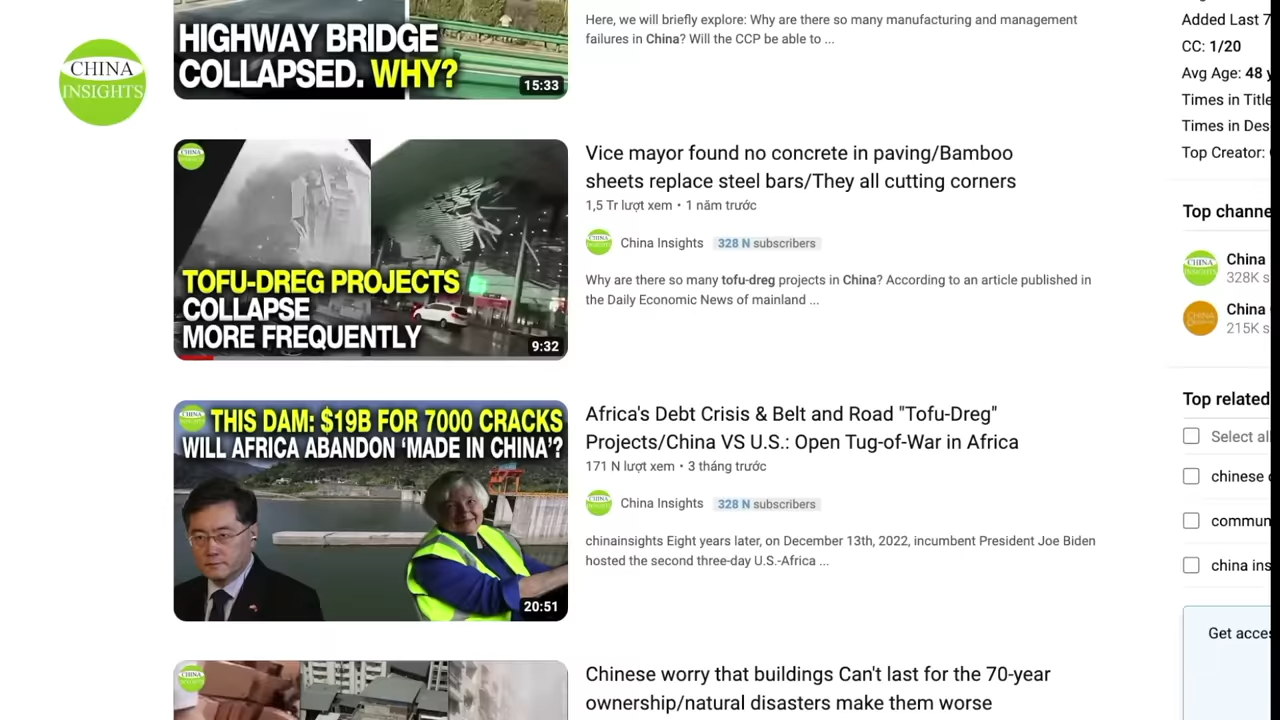 HIGHWAY BRIDGE
COLLAPSED. WHY?
15:33
Here, we will briefly explore: Why are there so many manufacturing and management
failures in China? Will the CCP be able to ...
CHINA
INSIGHTS
CHINA
TOFU-DREG PROJECTS
COLLAPSE
MORE FREQUENTLY
9:32
Vice mayor found no concrete in paving/Bamboo
sheets replace steel bars/They all cutting corners
1,5 Tr lượt xem • 1 năm trước
China Insights 328 N subscribers
Why are there so many tofu-dreg projects in China? According to an article published in
the Daily Economic News of mainland ...
THIS DAM: $19B FOR 7000 CRACKS
WILL AFRICA ABANDON ‘MADE IN CHINA’?
20:51
Africa's Debt Crisis & Belt and Road "Tofu-Dreg"
Projects/China VS U.S.: Open Tug-of-War in Africa
171 N lượt xem • 3 tháng trước
China Insights 328 N subscribers
chinainsights Eight years later, on December 13th, 2022, incumbent President Joe Biden
hosted the second three-day U.S.-Africa ...
Chinese worry that buildings Can't last for the 70-year
ownership/natural disasters make them worse
Added Last 7
CC: 1/20
Avg Age: 48 y
Times in Title
Times in Des
Top Creator:
Top channe
China
328K s
China
215K s
Top related
Select all
chinese
commun
china ins
Get acces